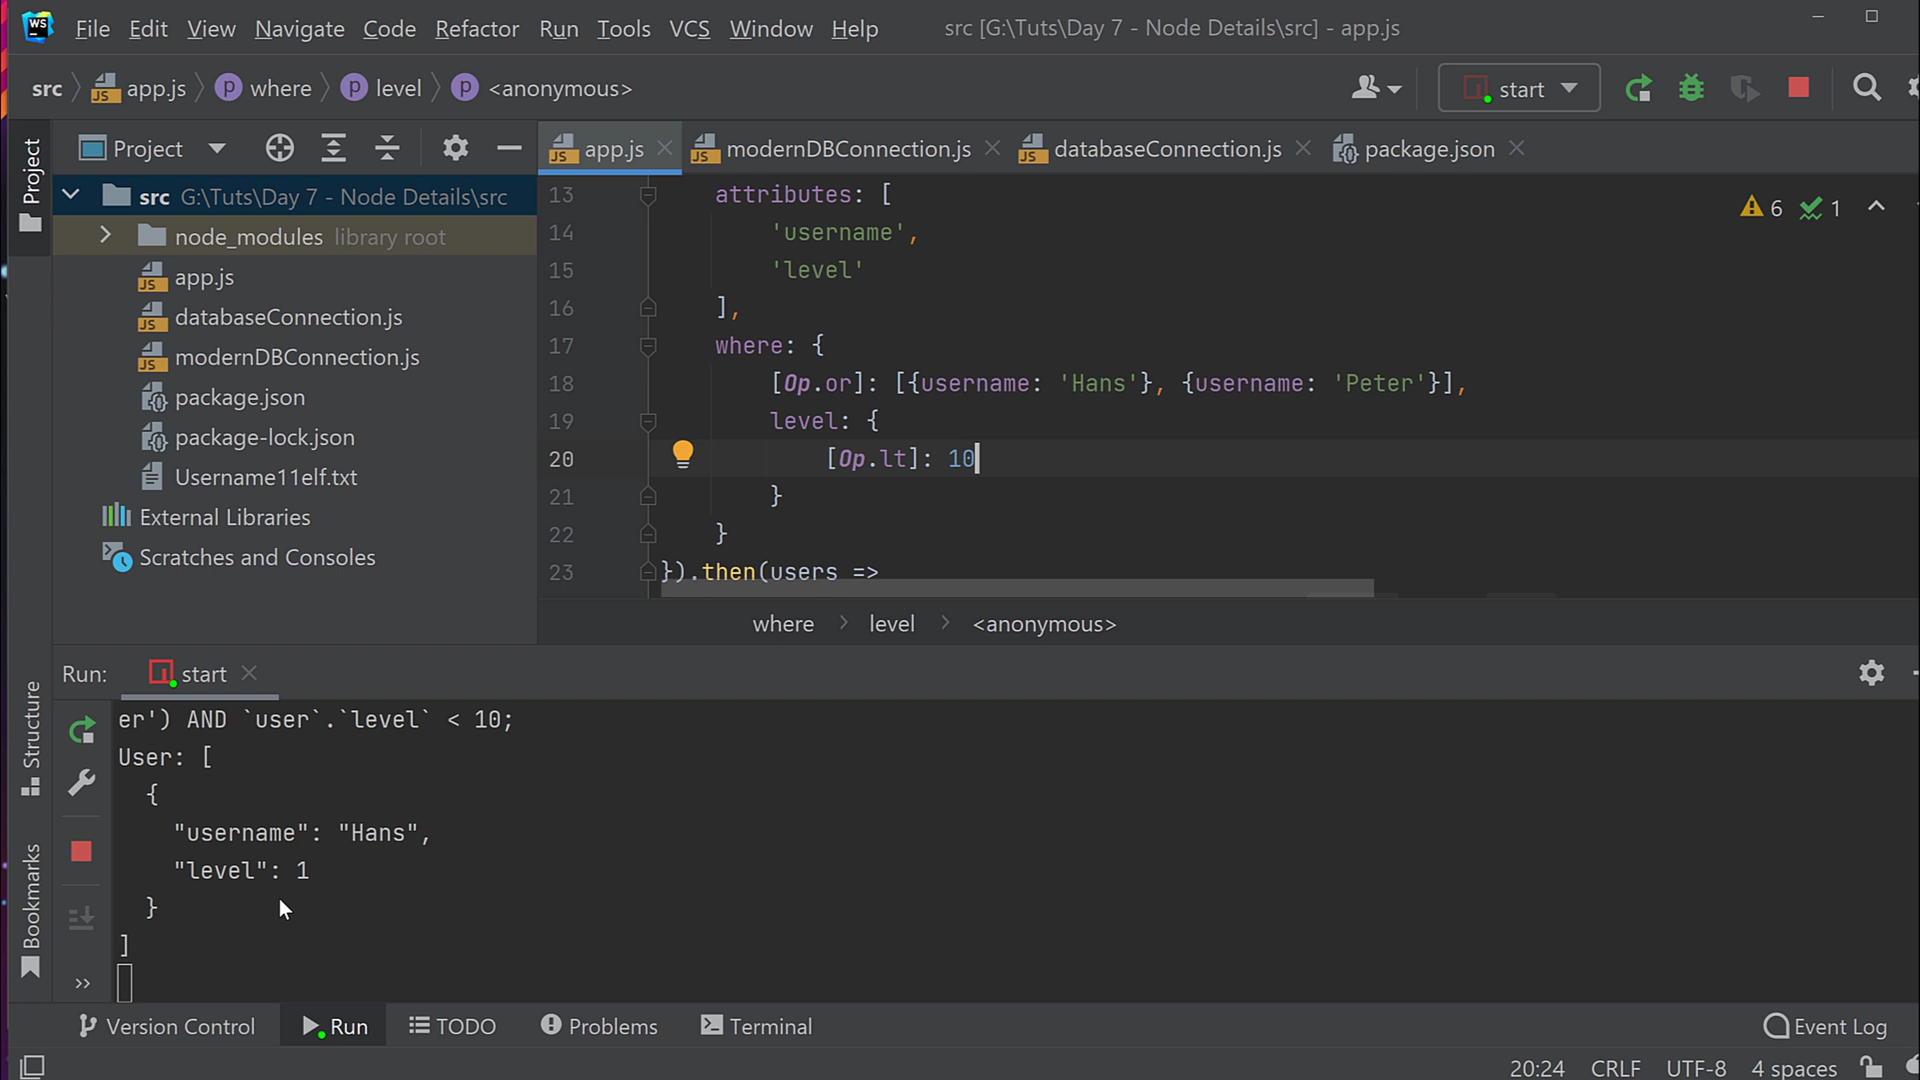 WS File Edit View Navigate Code Refactor Run Tools VCS Window Help src [G:\Tuts\Day 7 - Node Details\src] - app.js
src app.js where level <anonymous> start
Project
Project
app.js modernDBConnection.js databaseConnection.js package.json
src G:\Tuts\Day 7 - Node Details\src
node_modules library root
app.js
databaseConnection.js
modernDBConnection.js
package.json
package-lock.json
Username11elf.txt
External Libraries
Scratches and Consoles
6 1
13 attributes: [
14 'username',
15 'level'
16 ],
17 where: {
18 [Op.or]: [{username: 'Hans'}, {username: 'Peter'}],
19 level: {
20 [Op.lt]: 10
21 }
22 }
23 }).then(users =>
where level <anonymous>
Run: start
Structure
Bookmarks
er') AND `user`.`level` < 10;
User: [
{
"username": "Hans",
"level": 1
}
]
Version Control Run TODO Problems Terminal Event Log
20:24 CRLF UTF-8 4 spaces